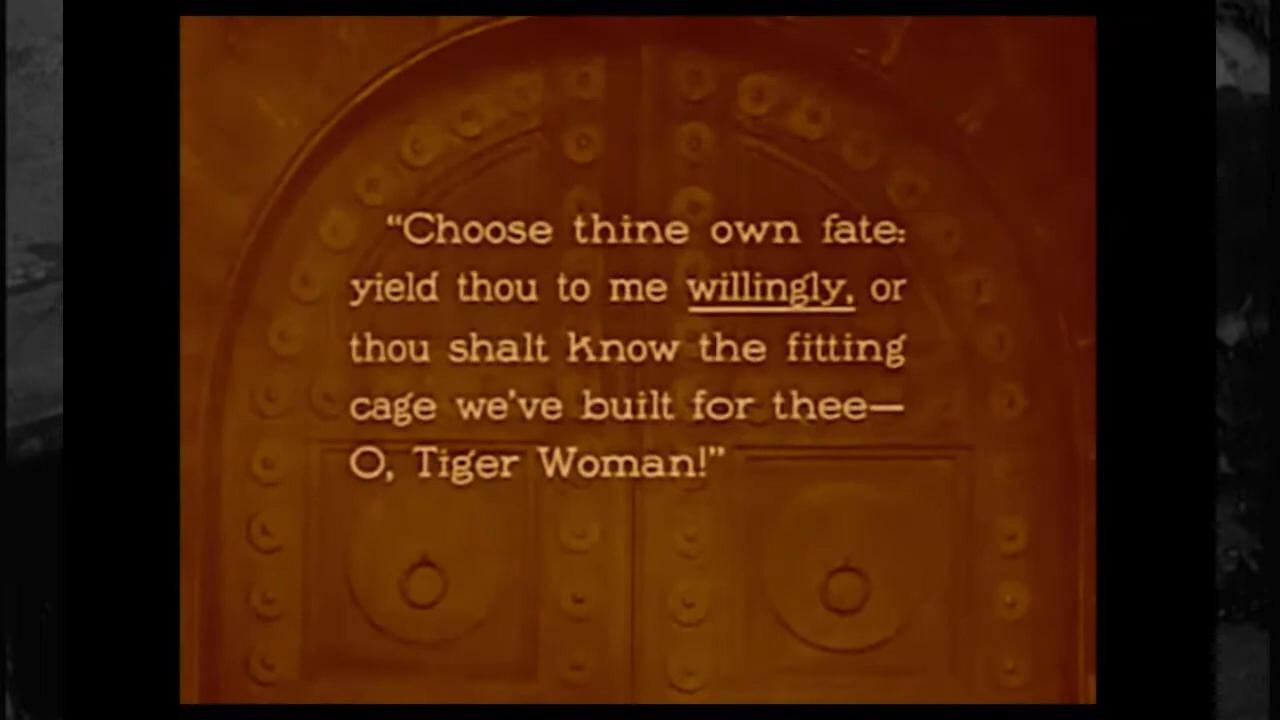 “Choose thine own fate:
yield thou to me willingly, or
thou shalt know the fitting
cage we've built for thee—
O, Tiger Woman!”